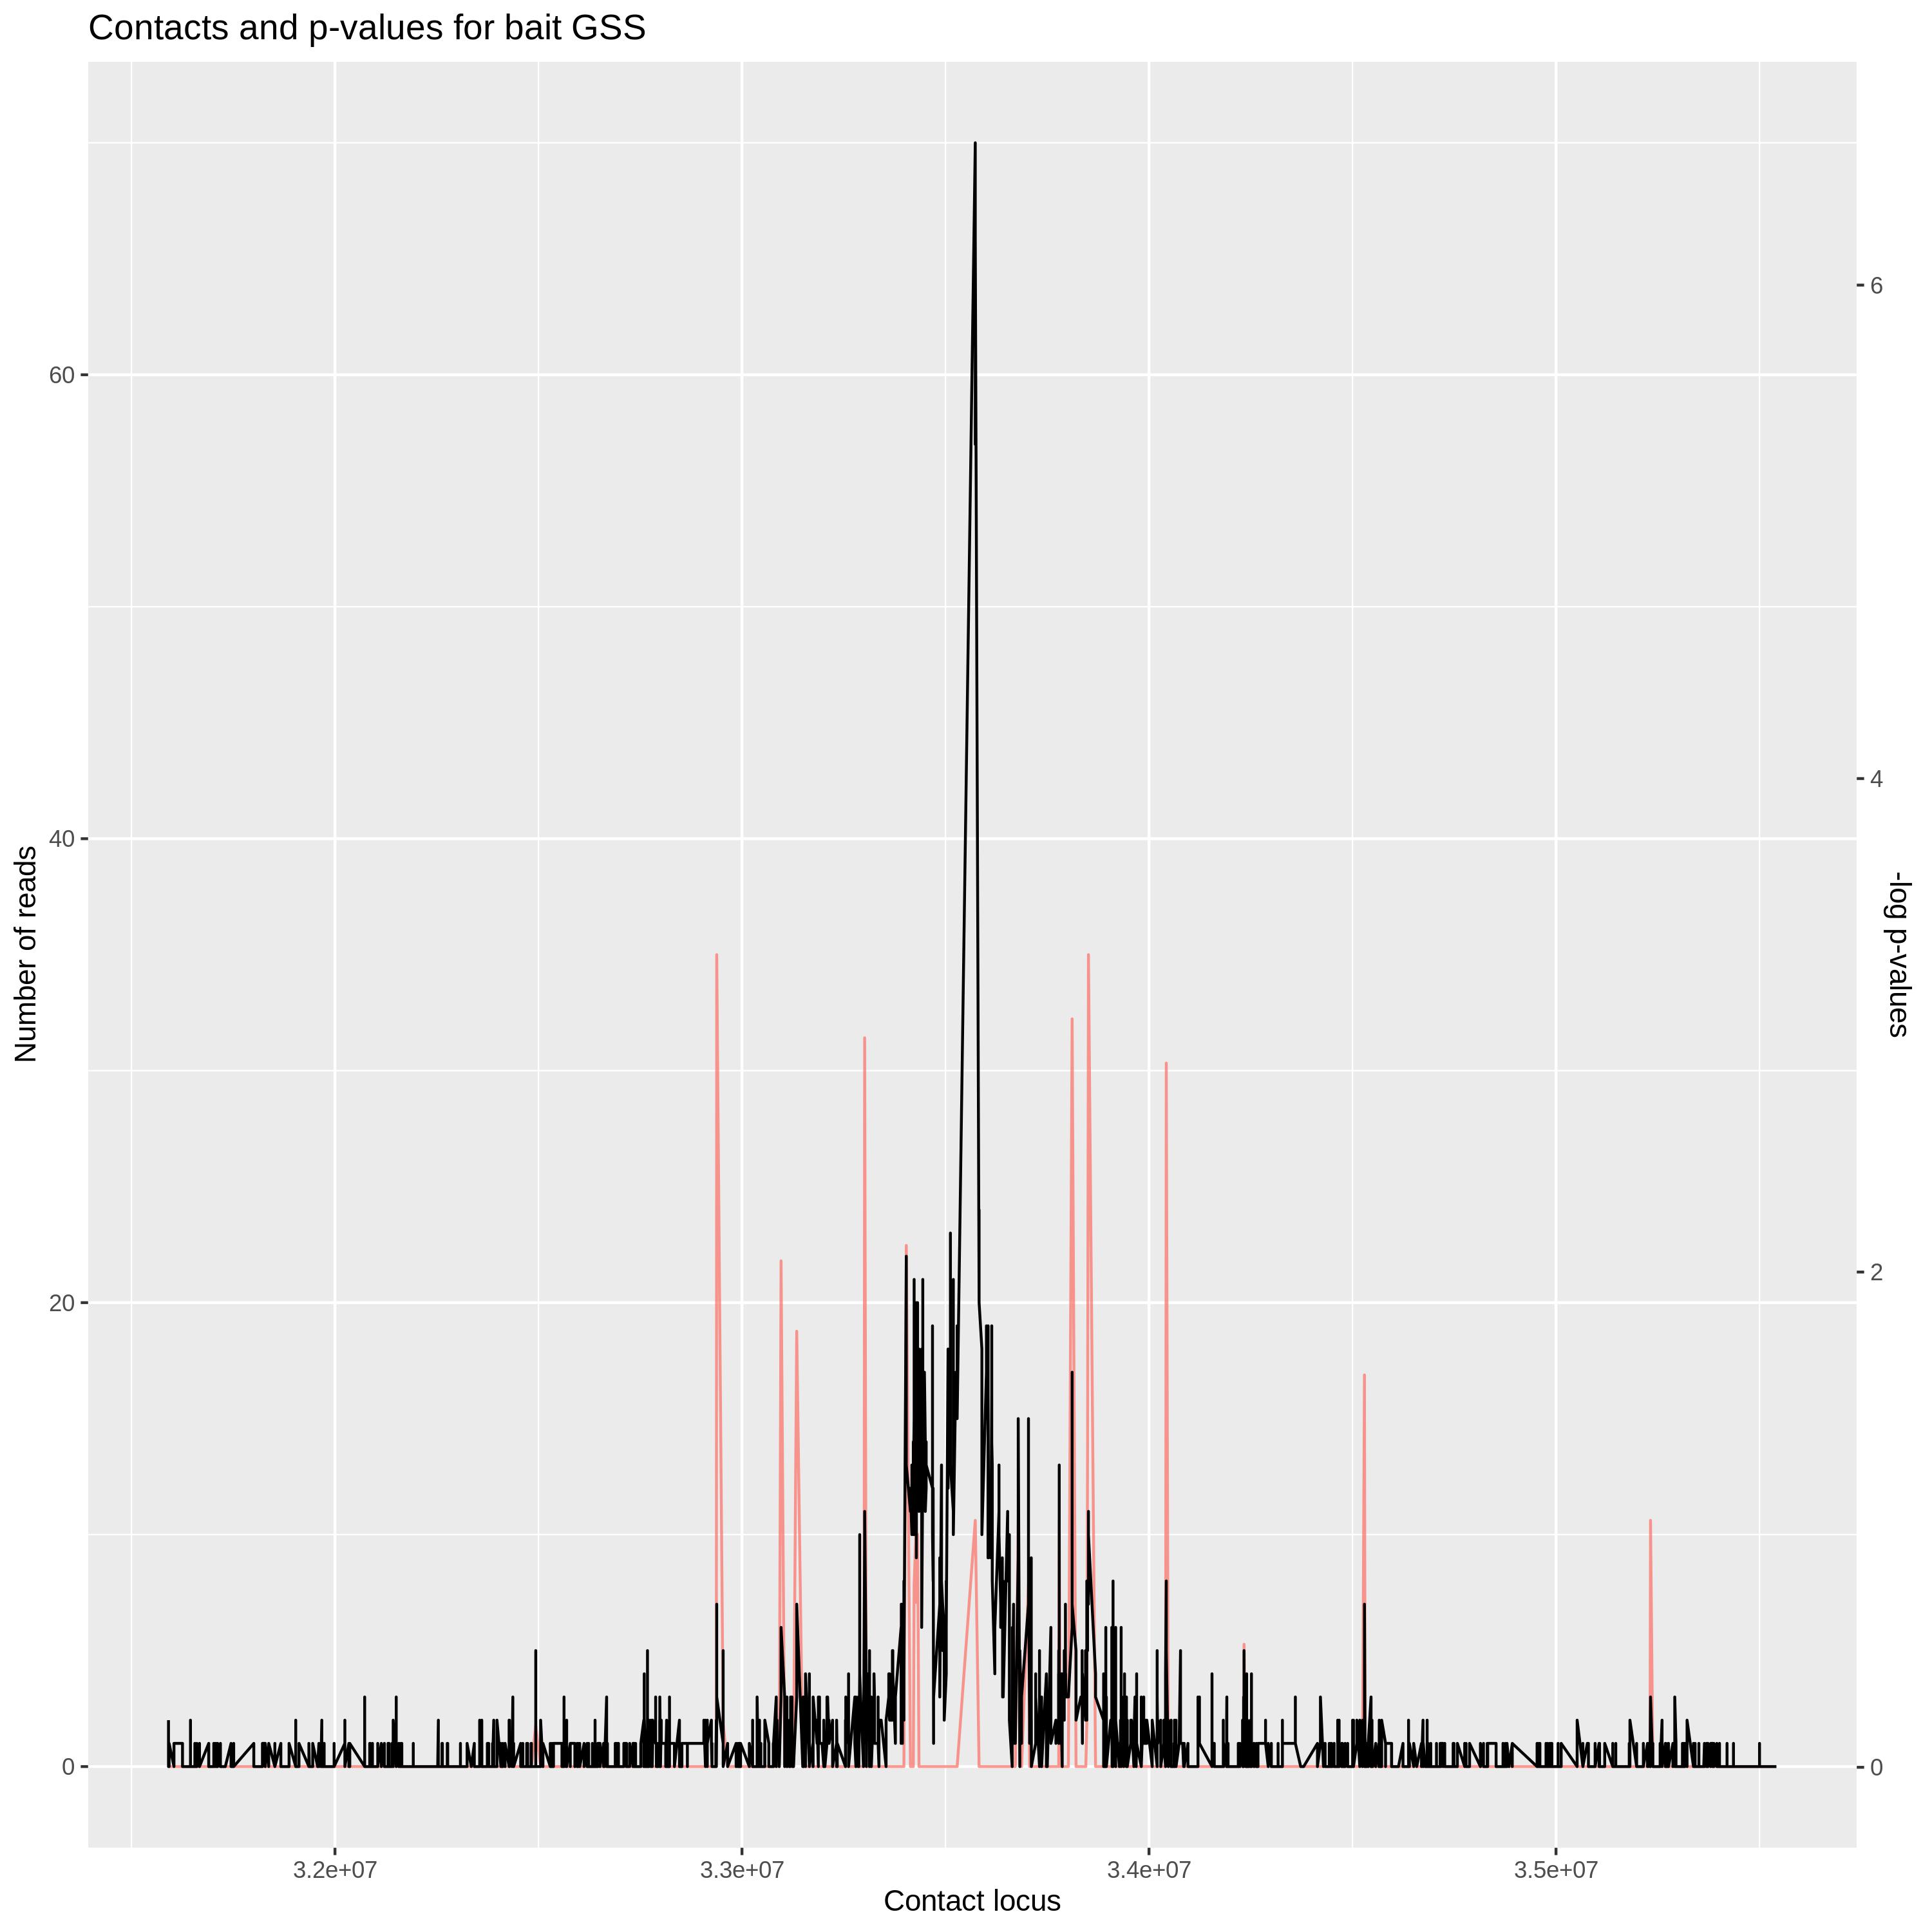 Contacts and p-values for bait GSS
60
40
20
0
6
4
2
0
Number of reads
-log p-values
3.2e+07
3.3e+07
3.4e+07
3.5e+07
Contact locus